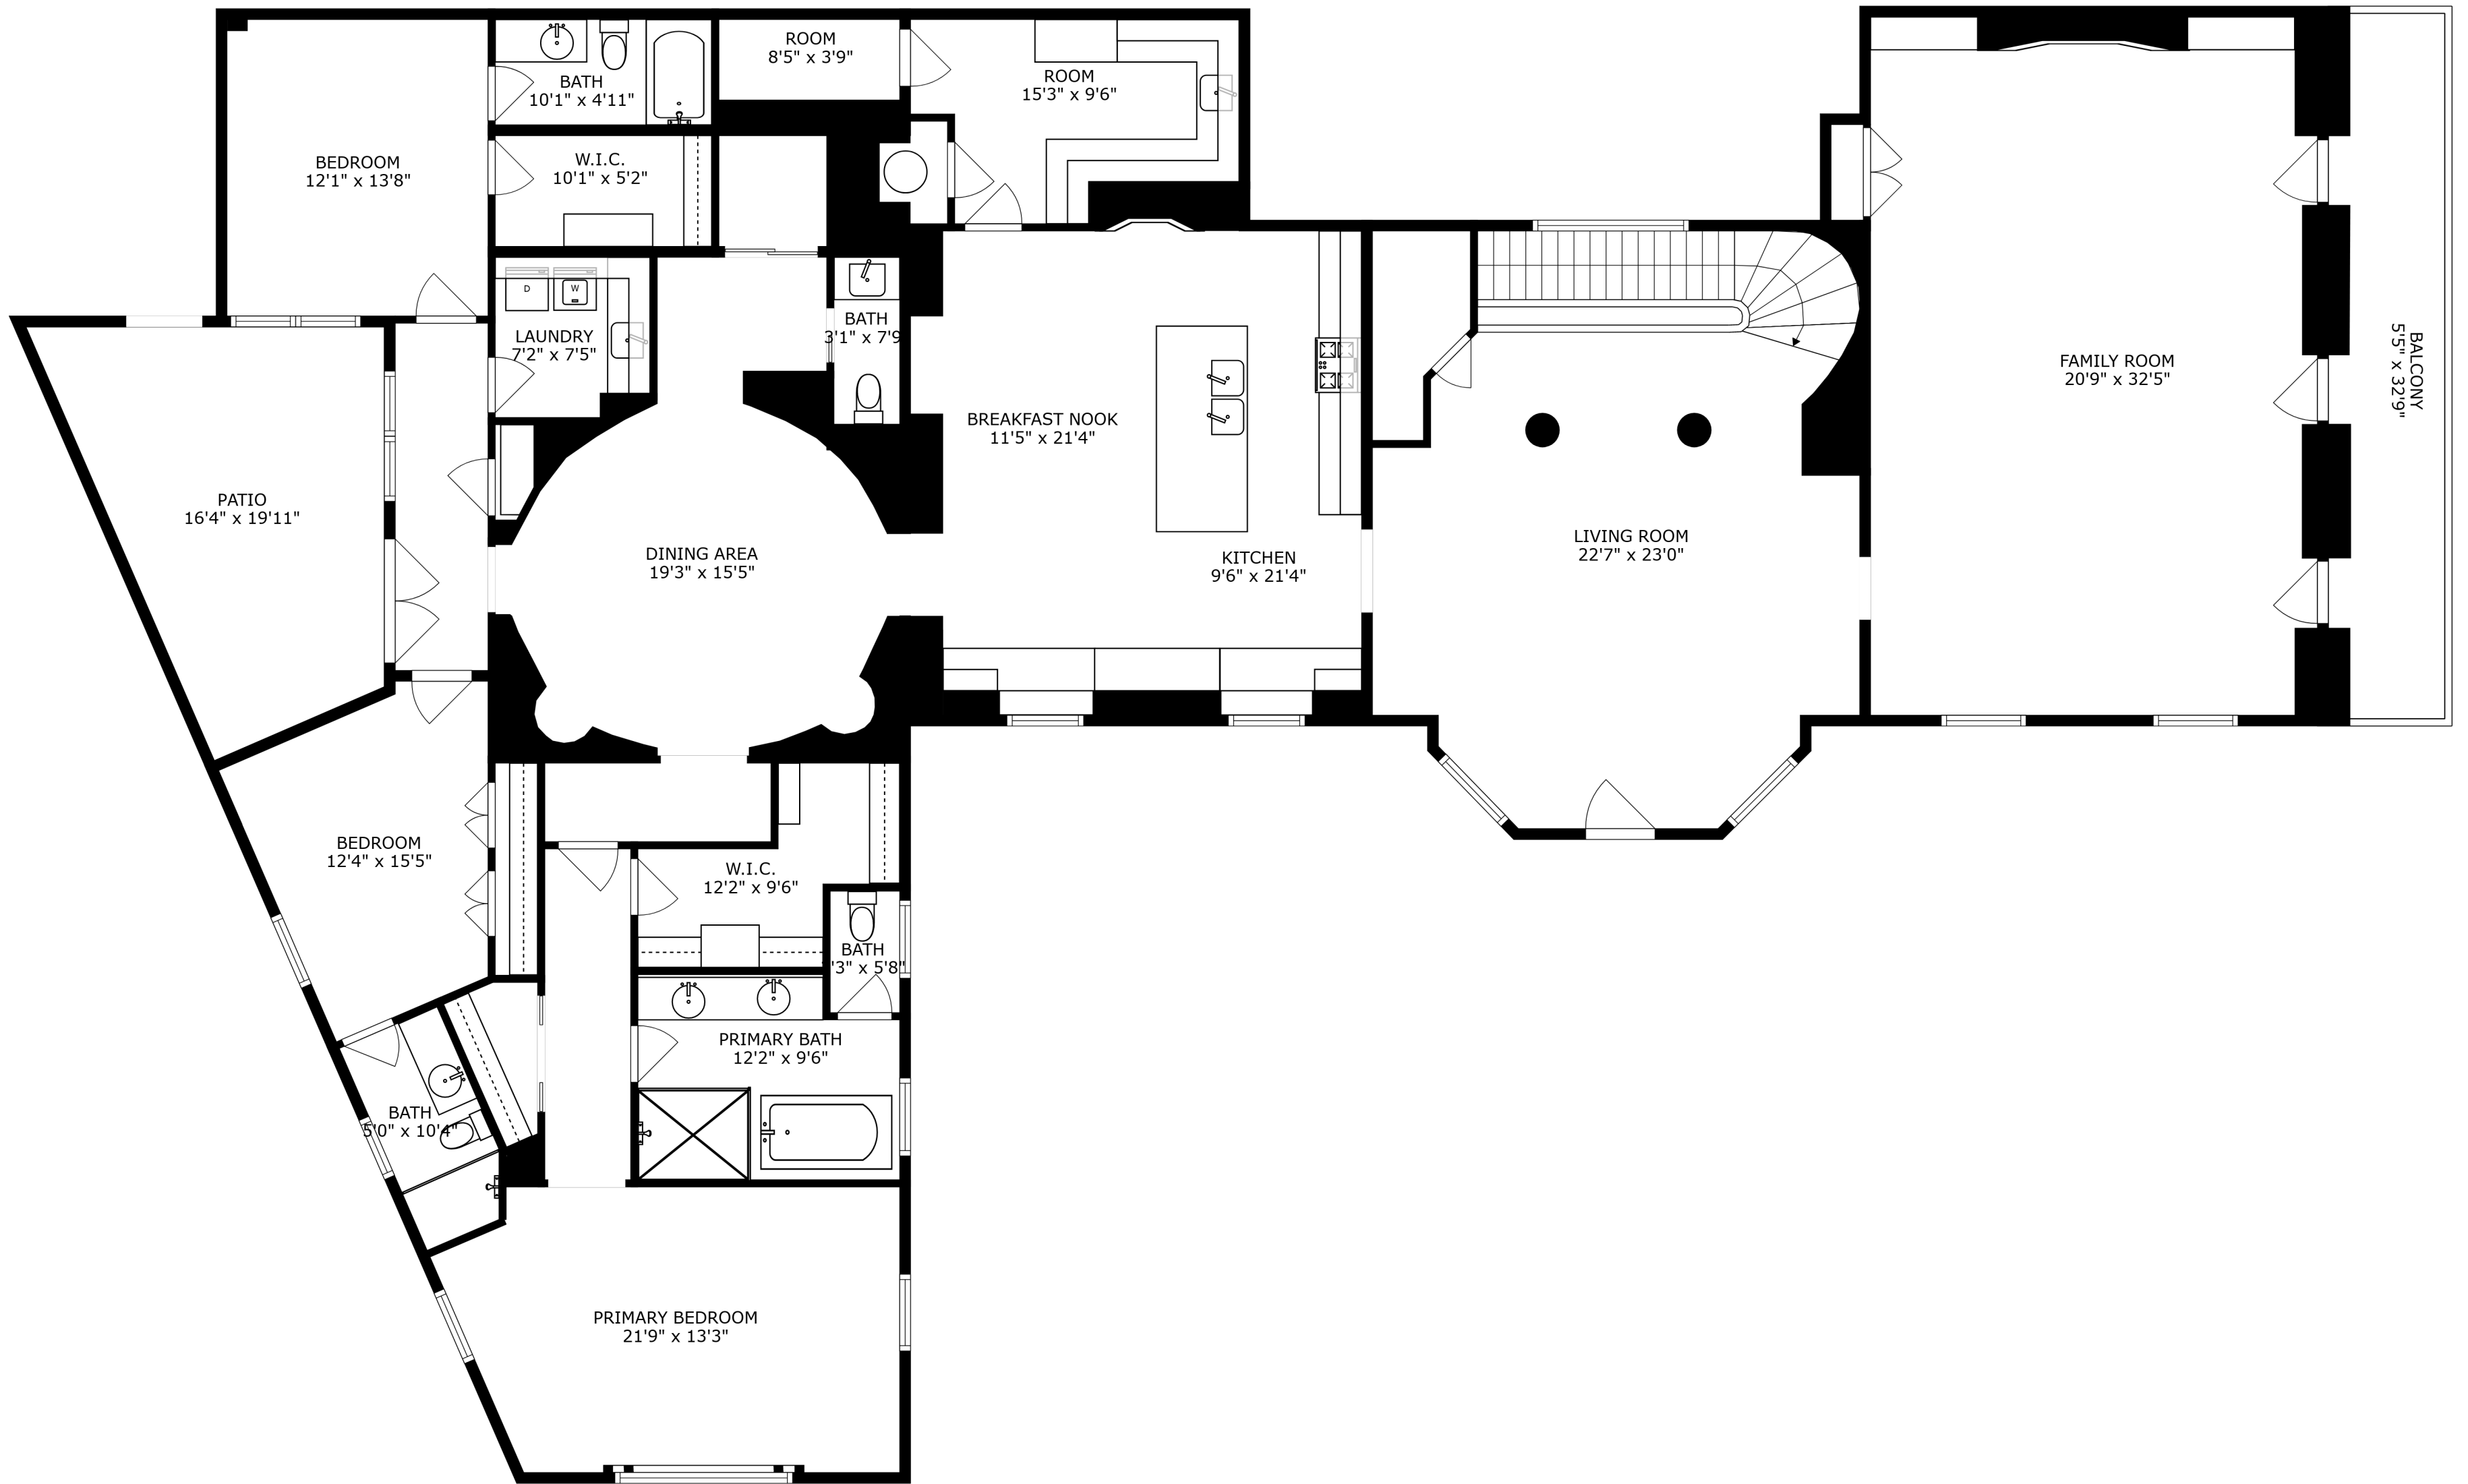 ROOM
8'5" x 3'9"
ROOM
15'3" x 9'6"
BATH
10'1" x 4'11"
BEDROOM
12'1" x 13'8"
W.I.C.
10'1" x 5'2"
D
W
LAUNDRY
7'2" x 7'5"
BATH
3'1" x 7'9
BREAKFAST NOOK
11'5" x 21'4"
FAMILY ROOM
20'9" x 32'5"
BALCONY
5'5" x 32'9"
PATIO
16'4" x 19'11"
DINING AREA
19'3" x 15'5"
KITCHEN
9'6" x 21'4"
LIVING ROOM
22'7" x 23'0"
BEDROOM
12'4" x 15'5"
W.I.C.
12'2" x 9'6"
BATH
'3" x 5'8"
PRIMARY BATH
12'2" x 9'6"
BATH
5'0" x 10'4"
PRIMARY BEDROOM
21'9" x 13'3"